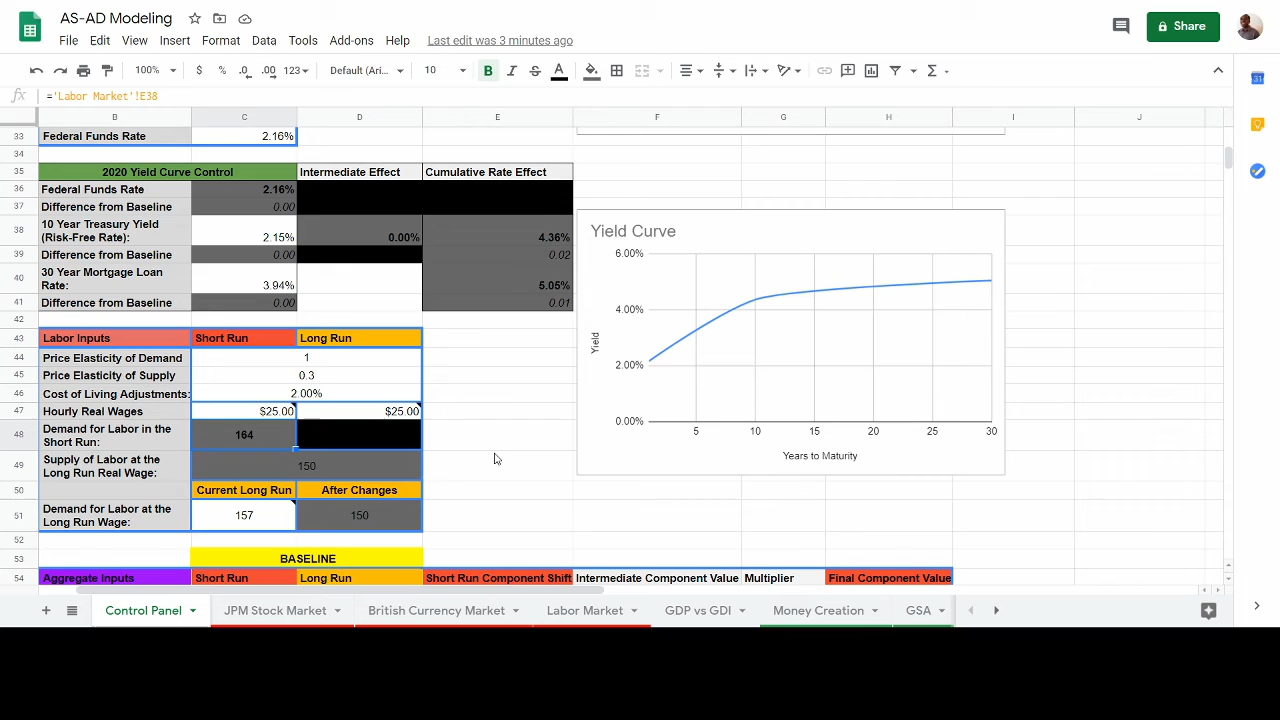 AS-AD Modeling
File Edit View Insert Format Data Tools Add-ons Help Last edit was 3 minutes ago
Share
100% $ % .0 .00 123 Default (Ari... 10 B I S A
='Labor Market'!E38
B C D E F G H I J
33 Federal Funds Rate 2.16%
34
35 2020 Yield Curve Control Intermediate Effect Cumulative Rate Effect
36 Federal Funds Rate 2.16%
37 Difference from Baseline 0.00
38 10 Year Treasury Yield
(Risk-Free Rate): 2.15% 0.00% 4.36%
39 Difference from Baseline 0.00 0.02
40 30 Year Mortgage Loan
Rate: 3.94% 5.05%
41 Difference from Baseline 0.00 0.01
42
43 Labor Inputs Short Run Long Run
44 Price Elasticity of Demand 1
45 Price Elasticity of Supply 0.3
46 Cost of Living Adjustments: 2.00%
47 Hourly Real Wages $25.00 $25.00
48 Demand for Labor in the
Short Run: 164
49 Supply of Labor at the
Long Run Real Wage: 150
50 Current Long Run After Changes
51 Demand for Labor at the
Long Run Wage: 157 150
52
53 BASELINE
54 Aggregate Inputs Short Run Long Run Short Run Component Shift Intermediate Component Value Multiplier Final Component Value
Yield Curve
6.00%
4.00%
2.00%
0.00%
Yield
5 10 15 20 25 30
Years to Maturity
Control Panel JPM Stock Market British Currency Market Labor Market GDP vs GDI Money Creation GSA
31